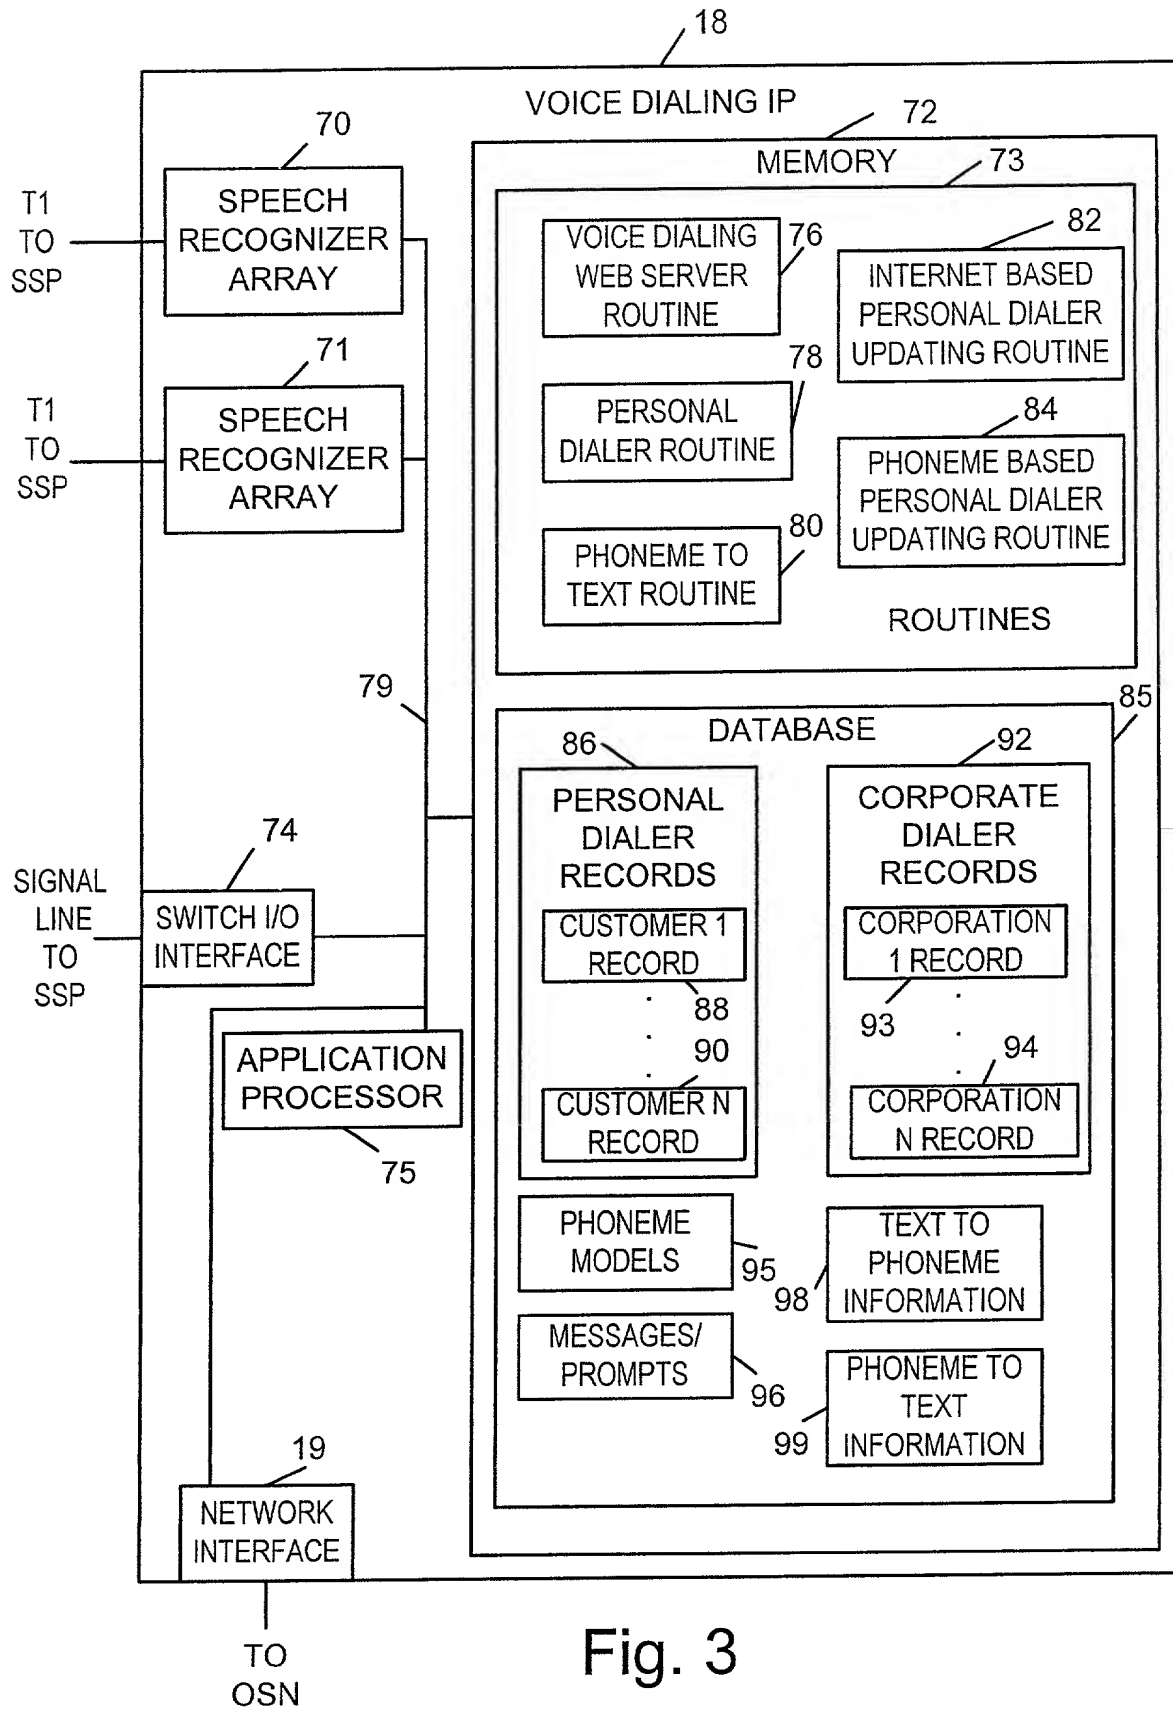 18
VOICE DIALING IP
70
SPEECH
RECOGNIZER
ARRAY
T1
TO
SSP
71
SPEECH
RECOGNIZER
ARRAY
T1
TO
SSP
72
MEMORY
73
VOICE DIALING
WEB SERVER
ROUTINE
76
82
INTERNET BASED
PERSONAL DIALER
UPDATING ROUTINE
78
PERSONAL
DIALER ROUTINE
84
PHONEME BASED
PERSONAL DIALER
UPDATING ROUTINE
80
PHONEME TO
TEXT ROUTINE
ROUTINES
79
85
DATABASE
86
PERSONAL
DIALER
RECORDS
CUSTOMER 1
RECORD
88
90
CUSTOMER N
RECORD
92
CORPORATE
DIALER
RECORDS
CORPORATION
1 RECORD
93
94
CORPORATION
N RECORD
74
SIGNAL
LINE
TO
SSP
SWITCH I/O
INTERFACE
APPLICATION
PROCESSOR
75
PHONEME
MODELS
95
TEXT TO
PHONEME
INFORMATION
98
MESSAGES/
PROMPTS
96
PHONEME TO
TEXT
INFORMATION
99
19
NETWORK
INTERFACE
TO
OSN
Fig. 3